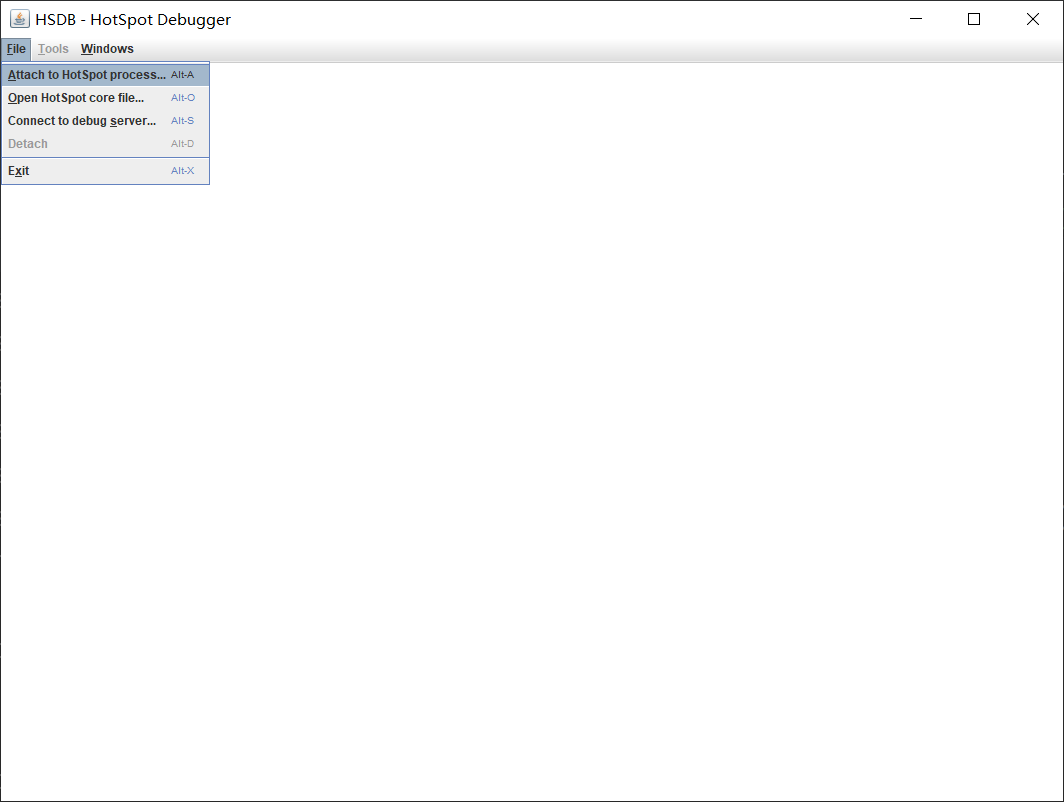 HSDB - HotSpot Debugger
File Tools Windows
Attach to HotSpot process... Alt-A
Open HotSpot core file... Alt-O
Connect to debug server... Alt-S
Detach Alt-D
Exit Alt-X